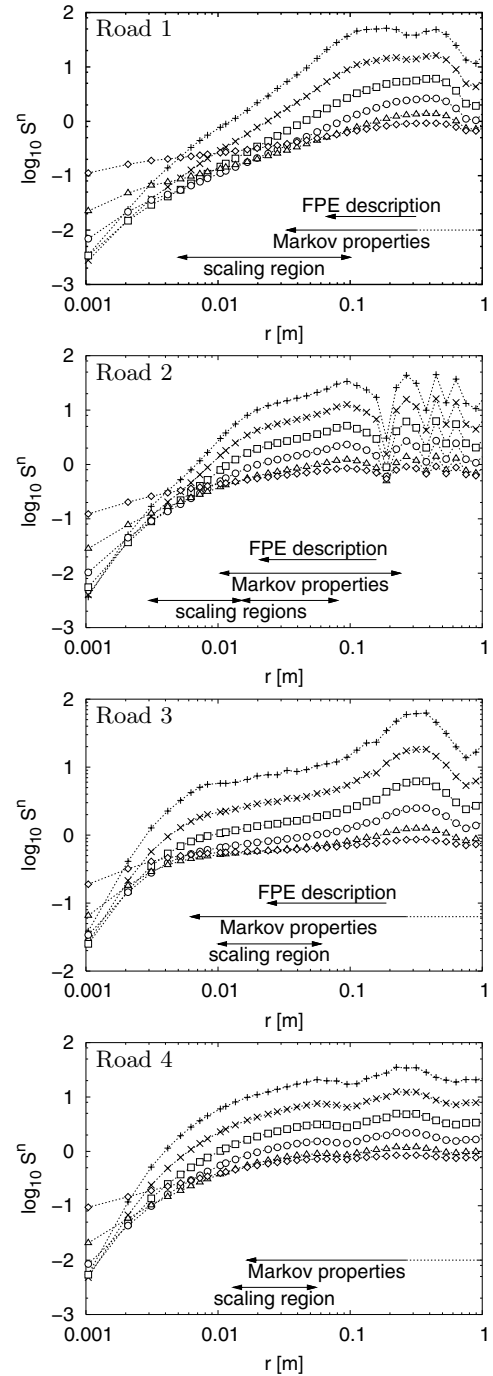 Road 1
2
1
0
−1
−2
−3
log10 Sⁿ
FPE description
Markov properties
scaling region
0.001 0.01 0.1 1
r [m]
Road 2
2
1
0
−1
−2
−3
log10 Sⁿ
FPE description
Markov properties
scaling regions
0.001 0.01 0.1 1
r [m]
Road 3
2
1
0
−1
−2
log10 Sⁿ
FPE description
Markov properties
scaling region
0.001 0.01 0.1 1
r [m]
Road 4
2
1
0
−1
−2
−3
log10 Sⁿ
Markov properties
scaling region
0.001 0.01 0.1 1
r [m]